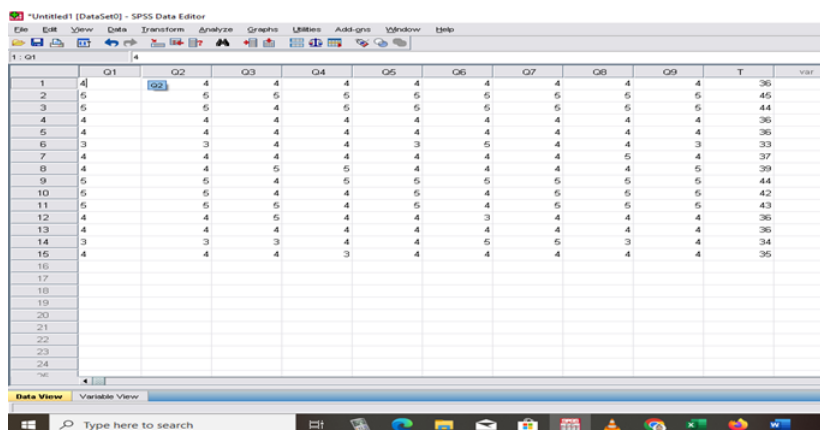 *Untitled1 [DataSet0] - SPSS Data Editor
File Edit View Data Transform Analyze Graphs Utilities Add-ons Window Help
1 : Q1 4
Q1 Q2 Q3 Q4 Q5 Q6 Q7 Q8 Q9 T var
1 4 Q2 4 4 4 4 4 4 4 4 36
2 5 5 5 5 5 5 5 5 5 45
3 5 5 4 5 5 5 5 5 5 44
4 4 4 4 4 4 4 4 4 4 36
5 4 4 4 4 4 4 4 4 4 36
6 3 3 4 4 3 5 4 4 3 33
7 4 4 4 4 4 4 4 5 4 37
8 4 4 5 5 4 4 4 4 5 39
9 5 5 4 5 5 5 5 5 5 44
10 5 5 4 4 5 4 5 5 5 42
11 5 5 5 4 5 4 5 5 5 43
12 4 4 5 4 4 3 4 4 4 36
13 4 4 4 4 4 4 4 4 4 36
14 3 3 3 4 4 5 5 3 4 34
15 4 4 4 3 4 4 4 4 4 35
16
17
18
19
20
21
22
23
24
Data View Variable View
Type here to search